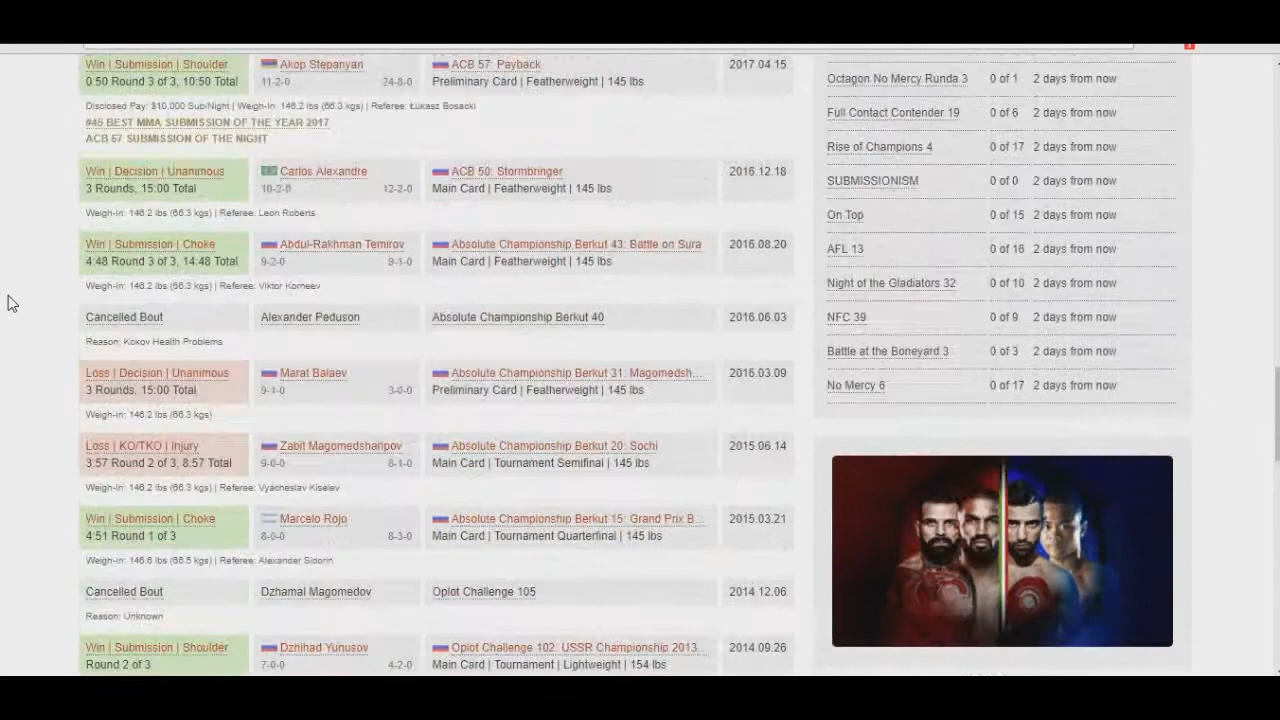 Win | Submission | Shoulder
0:50 Round 3 of 3, 10:50 Total
Akop Stepanyan
11-2-0 24-8-0
ACB 57: Payback
Preliminary Card | Featherweight | 145 lbs
2017.04.15
Disclosed Pay: $10,000 Sub/Night | Weigh-In: 146.2 lbs (66.3 kgs) | Referee: Łukasz Bosacki
#45 BEST MMA SUBMISSION OF THE YEAR 2017
ACB 57 SUBMISSION OF THE NIGHT
Win | Decision | Unanimous
3 Rounds, 15:00 Total
Carlos Alexandre
10-2-0 12-2-0
ACB 50: Stormbringer
Main Card | Featherweight | 145 lbs
2016.12.18
Weigh-In: 146.2 lbs (66.3 kgs) | Referee: Leon Roberts
Win | Submission | Choke
4:48 Round 3 of 3, 14:48 Total
Abdul-Rakhman Temirov
9-2-0 9-1-0
Absolute Championship Berkut 43: Battle on Sura
Main Card | Featherweight | 145 lbs
2016.08.20
Weigh-In: 146.2 lbs (66.3 kgs) | Referee: Viktor Korneev
Cancelled Bout
Alexander Peduson
Absolute Championship Berkut 40
2016.06.03
Reason: Kokov Health Problems
Loss | Decision | Unanimous
3 Rounds, 15:00 Total
Marat Balaev
9-1-0 3-0-0
Absolute Championship Berkut 31: Magomedsh...
Preliminary Card | Featherweight | 145 lbs
2016.03.09
Weigh-In: 146.2 lbs (66.3 kgs)
Loss | KO/TKO | Injury
3:57 Round 2 of 3, 8:57 Total
Zabit Magomedsharipov
9-0-0 8-1-0
Absolute Championship Berkut 20: Sochi
Main Card | Tournament Semifinal | 145 lbs
2015.06.14
Weigh-In: 146.2 lbs (66.3 kgs) | Referee: Vyacheslav Kiselev
Win | Submission | Choke
4:51 Round 1 of 3
Marcelo Rojo
8-0-0 8-3-0
Absolute Championship Berkut 15: Grand Prix B...
Main Card | Tournament Quarterfinal | 145 lbs
2015.03.21
Weigh-In: 146.6 lbs (66.5 kgs) | Referee: Alexander Sidorin
Cancelled Bout
Dzhamal Magomedov
Oplot Challenge 105
2014.12.06
Reason: Unknown
Win | Submission | Shoulder
Round 2 of 3
Dzhihad Yunusov
7-0-0 4-2-0
Oplot Challenge 102: USSR Championship 2013...
Main Card | Tournament | Lightweight | 154 lbs
2014.09.26
Octagon No Mercy Runda 3 0 of 1 2 days from now
Full Contact Contender 19 0 of 6 2 days from now
Rise of Champions 4 0 of 17 2 days from now
SUBMISSIONISM 0 of 0 2 days from now
On Top 0 of 15 2 days from now
AFL 13 0 of 16 2 days from now
Night of the Gladiators 32 0 of 10 2 days from now
NFC 39 0 of 9 2 days from now
Battle at the Boneyard 3 0 of 3 2 days from now
No Mercy 6 0 of 17 2 days from now